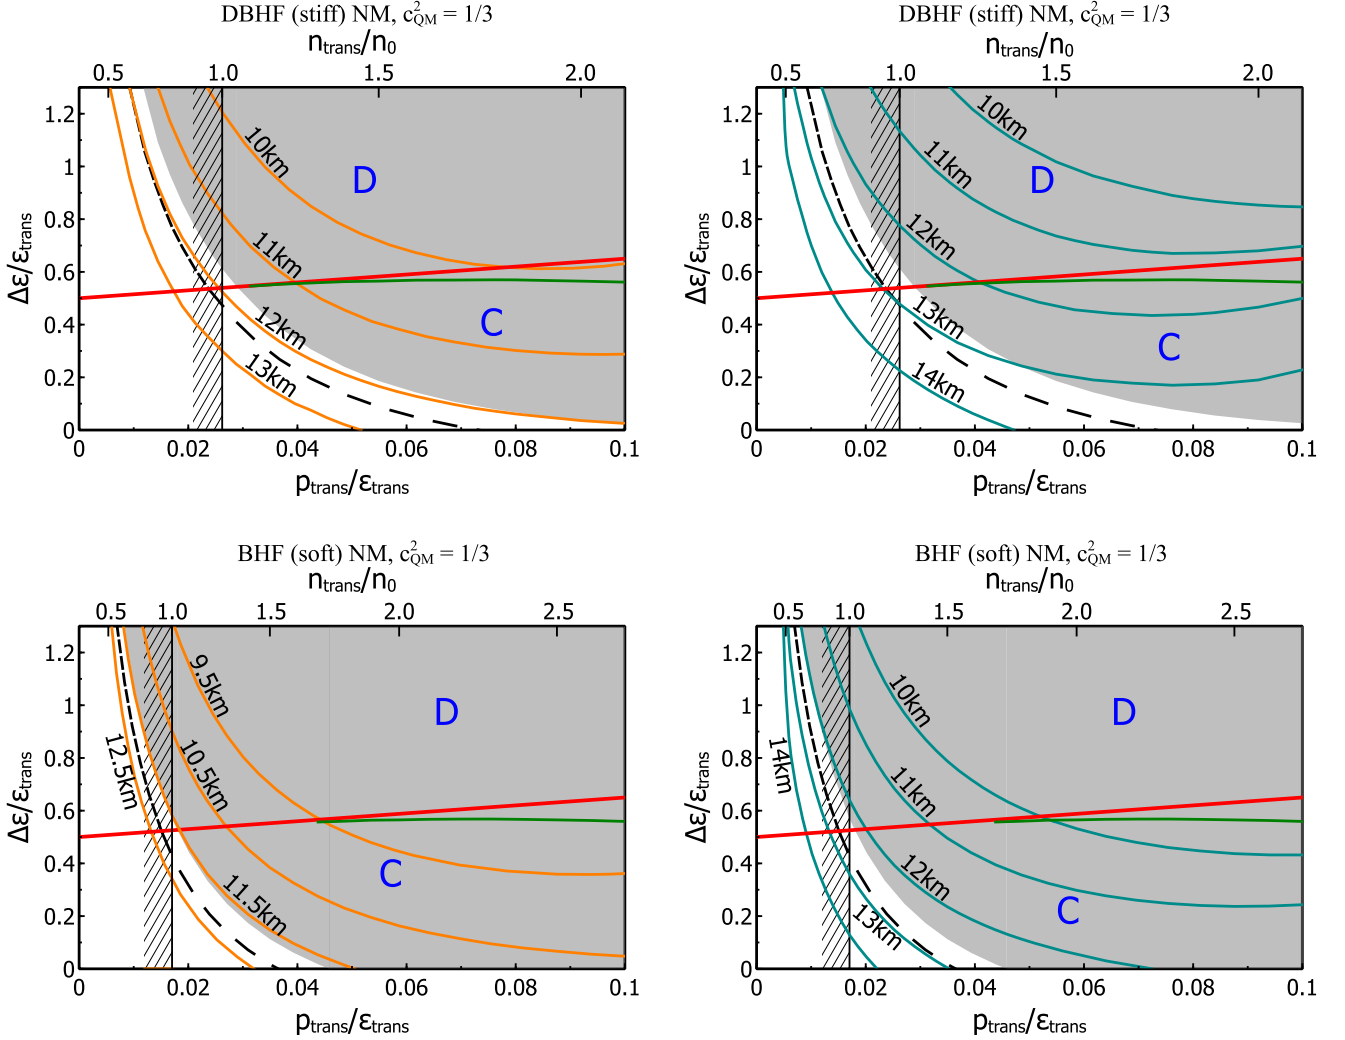 DBHF (stiff) NM, c²QM = 1/3
ntrans/n0
0.5 1.0 1.5 2.0
1.2
1
0.8
0.6
0.4
0.2
0
Δε/εtrans
10km
11km
12km
13km
D
C
0 0.02 0.04 0.06 0.08 0.1
ptrans/εtrans
DBHF (stiff) NM, c²QM = 1/3
ntrans/n0
0.5 1.0 1.5 2.0
1.2
1
0.8
0.6
0.4
0.2
0
Δε/εtrans
10km
11km
12km
13km
14km
D
C
0 0.02 0.04 0.06 0.08 0.1
ptrans/εtrans
BHF (soft) NM, c²QM = 1/3
ntrans/n0
0.5 1.0 1.5 2.0 2.5
1.2
1
0.8
0.6
0.4
0.2
0
Δε/εtrans
9.5km
10.5km
11.5km
12.5km
D
C
0 0.02 0.04 0.06 0.08 0.1
ptrans/εtrans
BHF (soft) NM, c²QM = 1/3
ntrans/n0
0.5 1.0 1.5 2.0 2.5
1.2
1
0.8
0.6
0.4
0.2
0
Δε/εtrans
10km
11km
12km
13km
14km
D
C
0 0.02 0.04 0.06 0.08 0.1
ptrans/εtrans